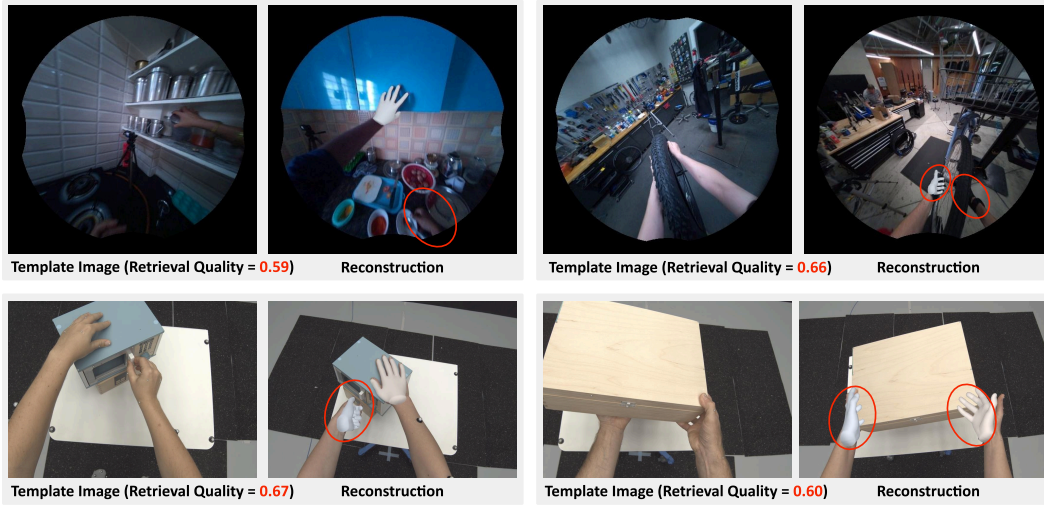 Template Image (Retrieval Quality = 0.59) Reconstruction
Template Image (Retrieval Quality = 0.66) Reconstruction
Template Image (Retrieval Quality = 0.67) Reconstruction
Template Image (Retrieval Quality = 0.60) Reconstruction